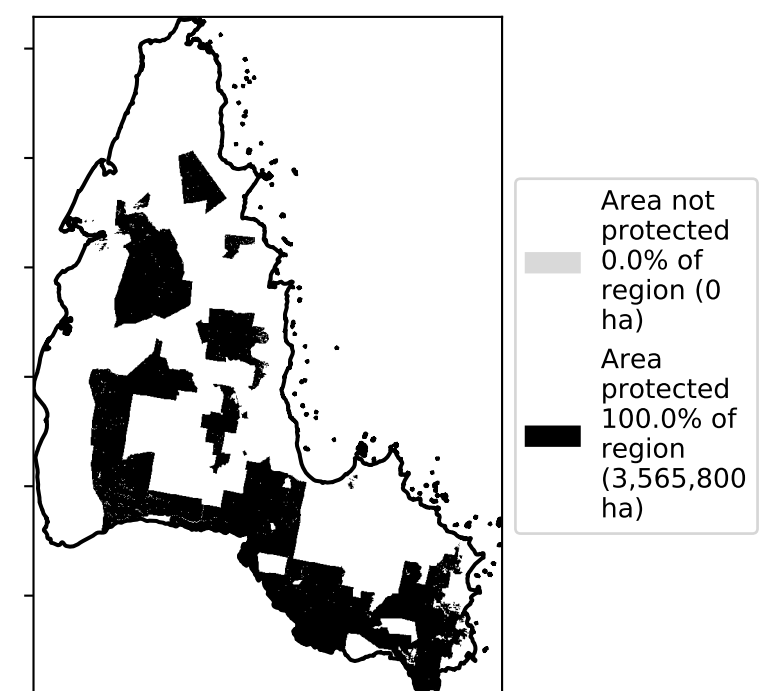 Area not
protected
0.0% of
region (0
ha)
Area
protected
100.0% of
region
(3,565,800
ha)